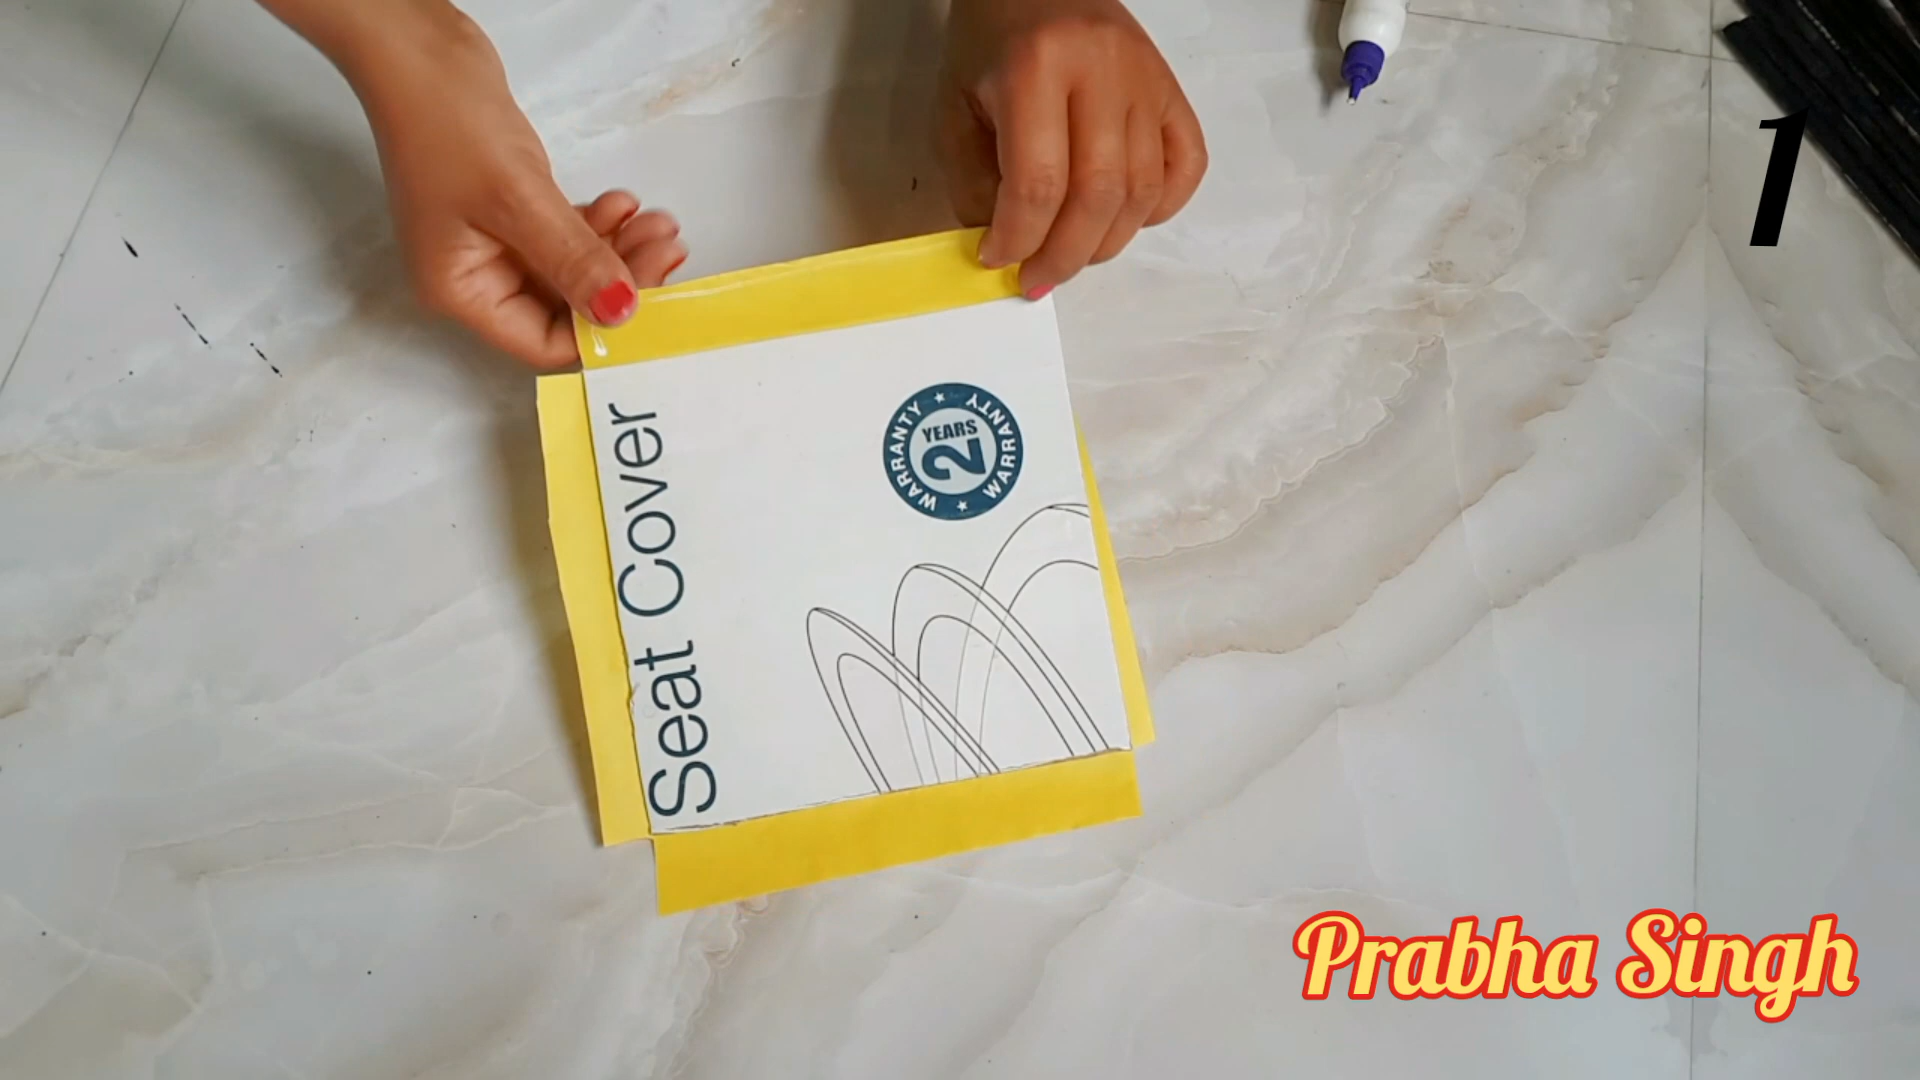 1
Seat Cover
WARRANTY
YEARS
2
WARRANTY
Prabha Singh